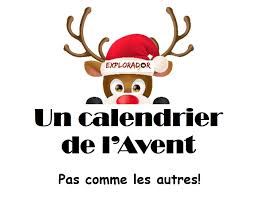 EXPLORADOR
Un calendrier
de l'Avent
Pas comme les autres!